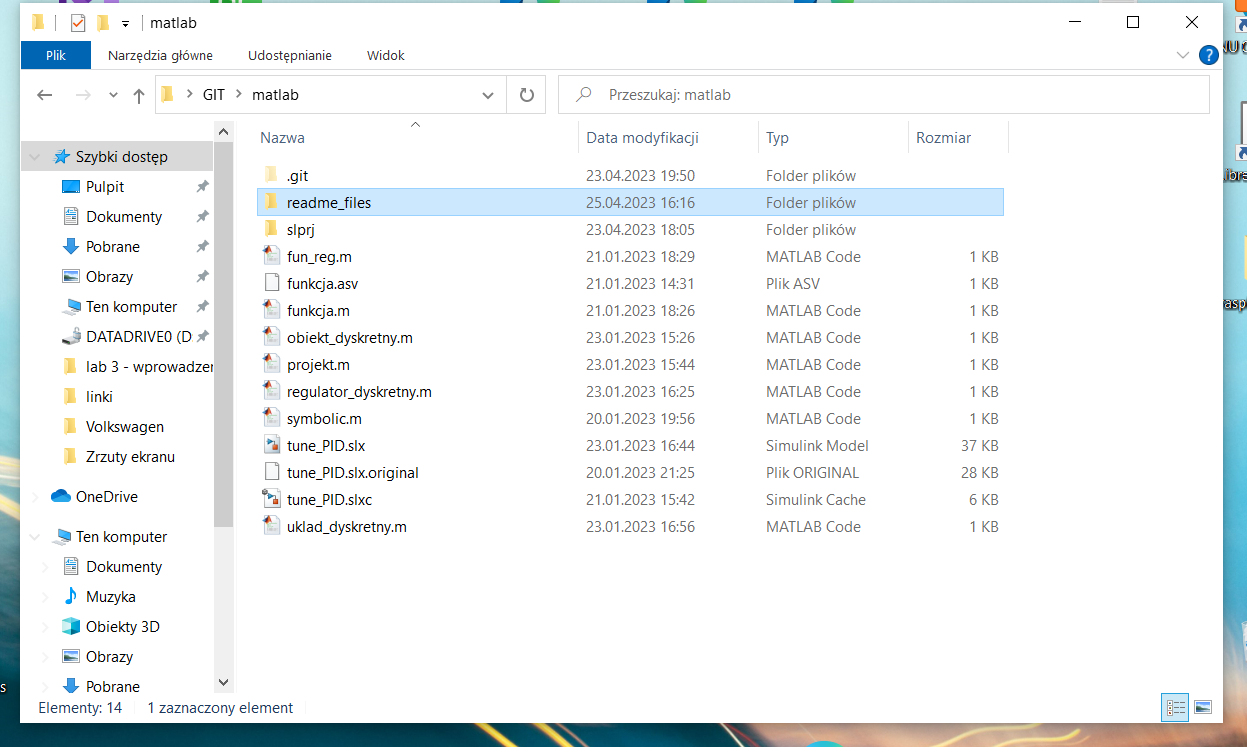 matlab
Plik Narzędzia główne Udostępnianie Widok
?
GIT matlab Przeszukaj: matlab
Nazwa Data modyfikacji Typ Rozmiar
Szybki dostęp
Pulpit
Dokumenty
Pobrane
Obrazy
Ten komputer
DATADRIVE0 (D
lab 3 - wprowadzer
linki
Volkswagen
Zrzuty ekranu
OneDrive
Ten komputer
Dokumenty
Muzyka
Obiekty 3D
Obrazy
Pobrane
.git 23.04.2023 19:50 Folder plików
readme_files 25.04.2023 16:16 Folder plików
slprj 23.04.2023 18:05 Folder plików
fun_reg.m 21.01.2023 18:29 MATLAB Code 1 KB
funkcja.asv 21.01.2023 14:31 Plik ASV 1 KB
funkcja.m 21.01.2023 18:26 MATLAB Code 1 KB
obiekt_dyskretny.m 23.01.2023 15:26 MATLAB Code 1 KB
projekt.m 23.01.2023 15:44 MATLAB Code 1 KB
regulator_dyskretny.m 23.01.2023 16:25 MATLAB Code 1 KB
symbolic.m 20.01.2023 19:56 MATLAB Code 1 KB
tune_PID.slx 23.01.2023 16:44 Simulink Model 37 KB
tune_PID.slx.original 20.01.2023 21:25 Plik ORIGINAL 28 KB
tune_PID.slxc 21.01.2023 15:42 Simulink Cache 6 KB
uklad_dyskretny.m 23.01.2023 16:56 MATLAB Code 1 KB
Elementy: 14 1 zaznaczony element